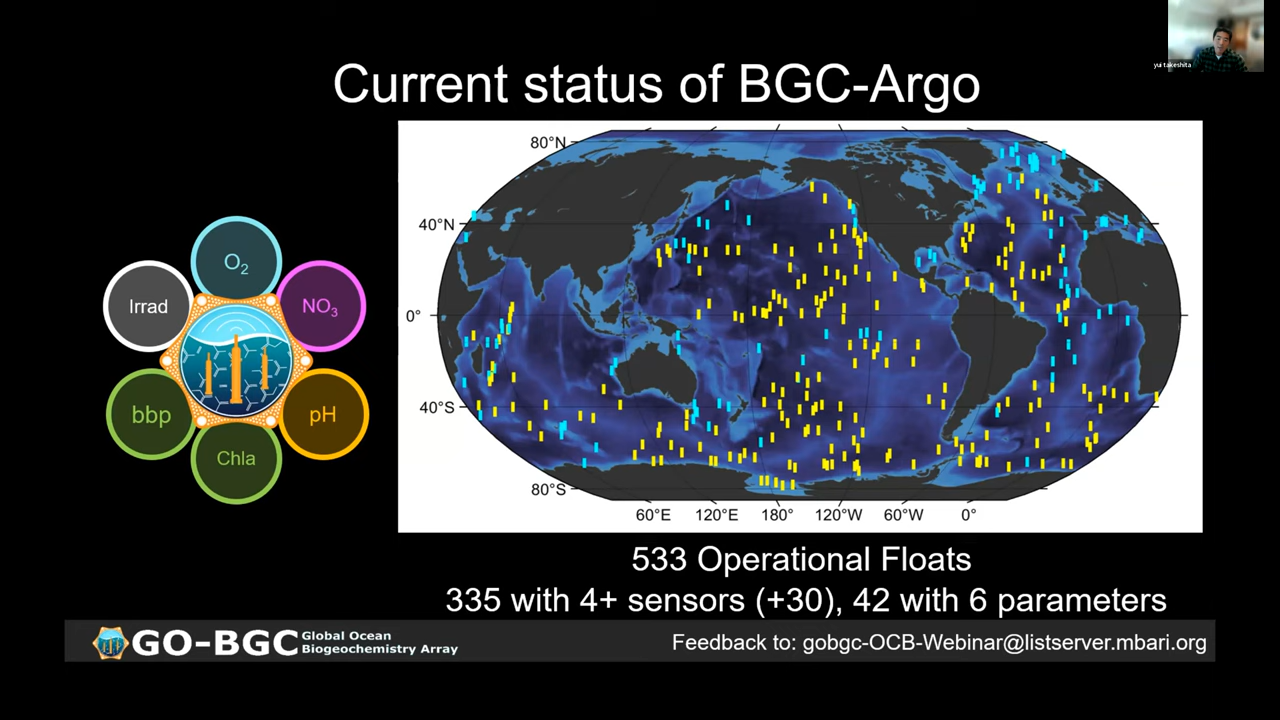 yui takeshita
Current status of BGC-Argo
80°N
40°N
0°
40°S
80°S
60°E 120°E 180° 120°W 60°W 0°
O2
Irrad
NO3
bbp
pH
Chla
533 Operational Floats
335 with 4+ sensors (+30), 42 with 6 parameters
GO-BGC Global Ocean
Biogeochemistry Array
Feedback to: gobgc-OCB-Webinar@listserver.mbari.org